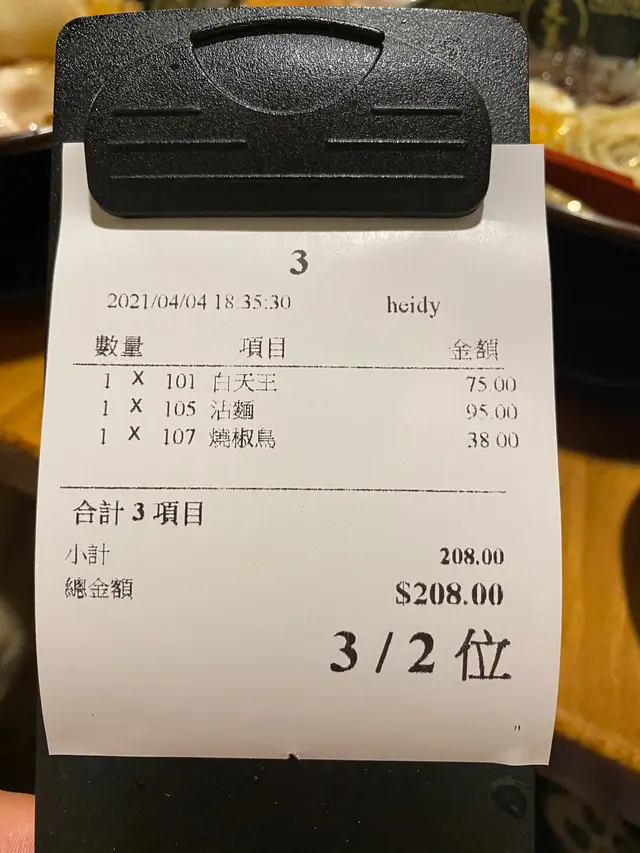 3
2021/04/04 18:35:30 heidy
數量 項目 金額
1 X 101 白天王 75.00
1 X 105 沾麵 95.00
1 X 107 燒椒鳥 38.00
合計 3 項目
小計 208.00
總金額 $208.00
3 / 2 位